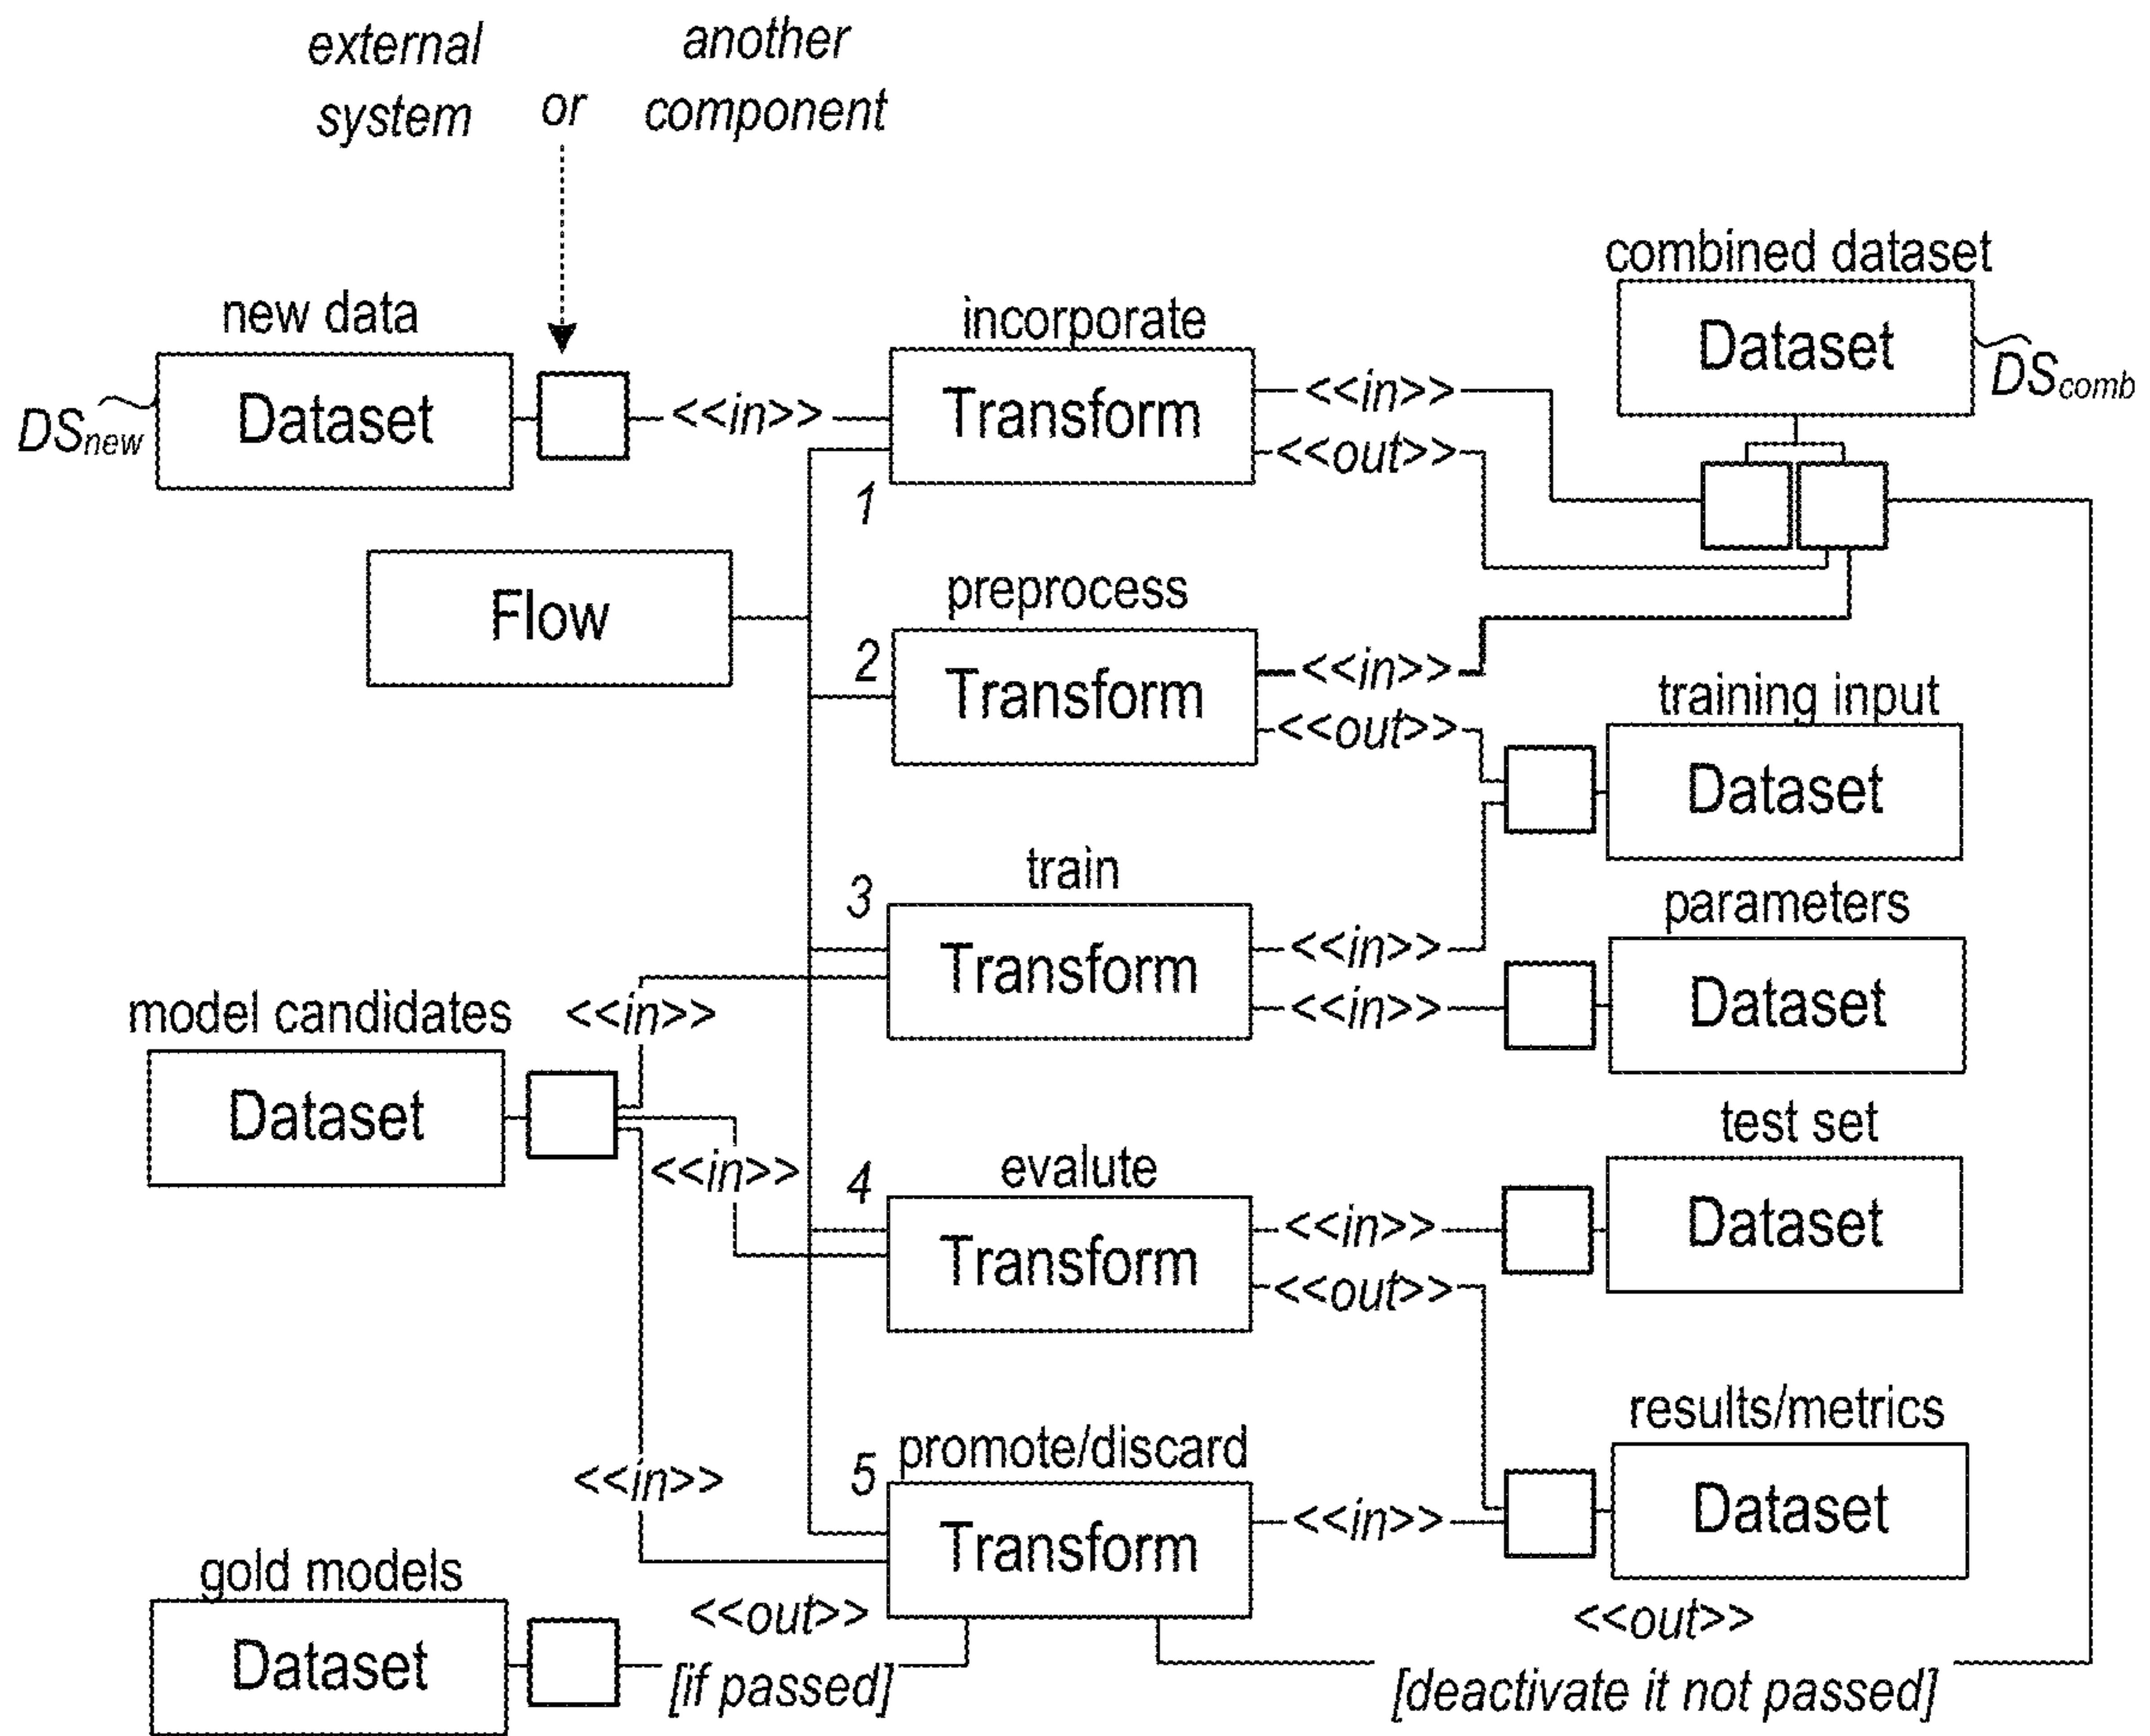 external
system
or
another
component
combined dataset
Dataset
DScomb
new data
Dataset
DSnew
<<in>>
incorporate
Transform
<<in>>
<<out>>
1
Flow
preprocess
2
Transform
<<in>>
<<out>>
training input
Dataset
train
3
Transform
<<in>>
<<in>>
parameters
Dataset
model candidates
Dataset
<<in>>
<<in>>
<<in>>
test set
Dataset
evalute
4
Transform
<<in>>
<<out>>
results/metrics
Dataset
promote/discard
5
Transform
<<in>>
gold models
Dataset
<<out>>
[if passed]
<<out>>
[deactivate it not passed]